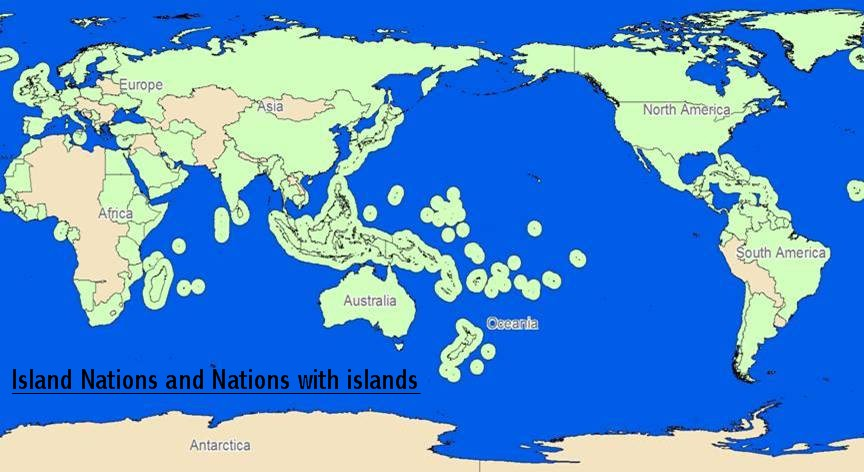 Europe
Asia
North America
Africa
South America
Australia
Oceania
Island Nations and Nations with islands
Antarctica